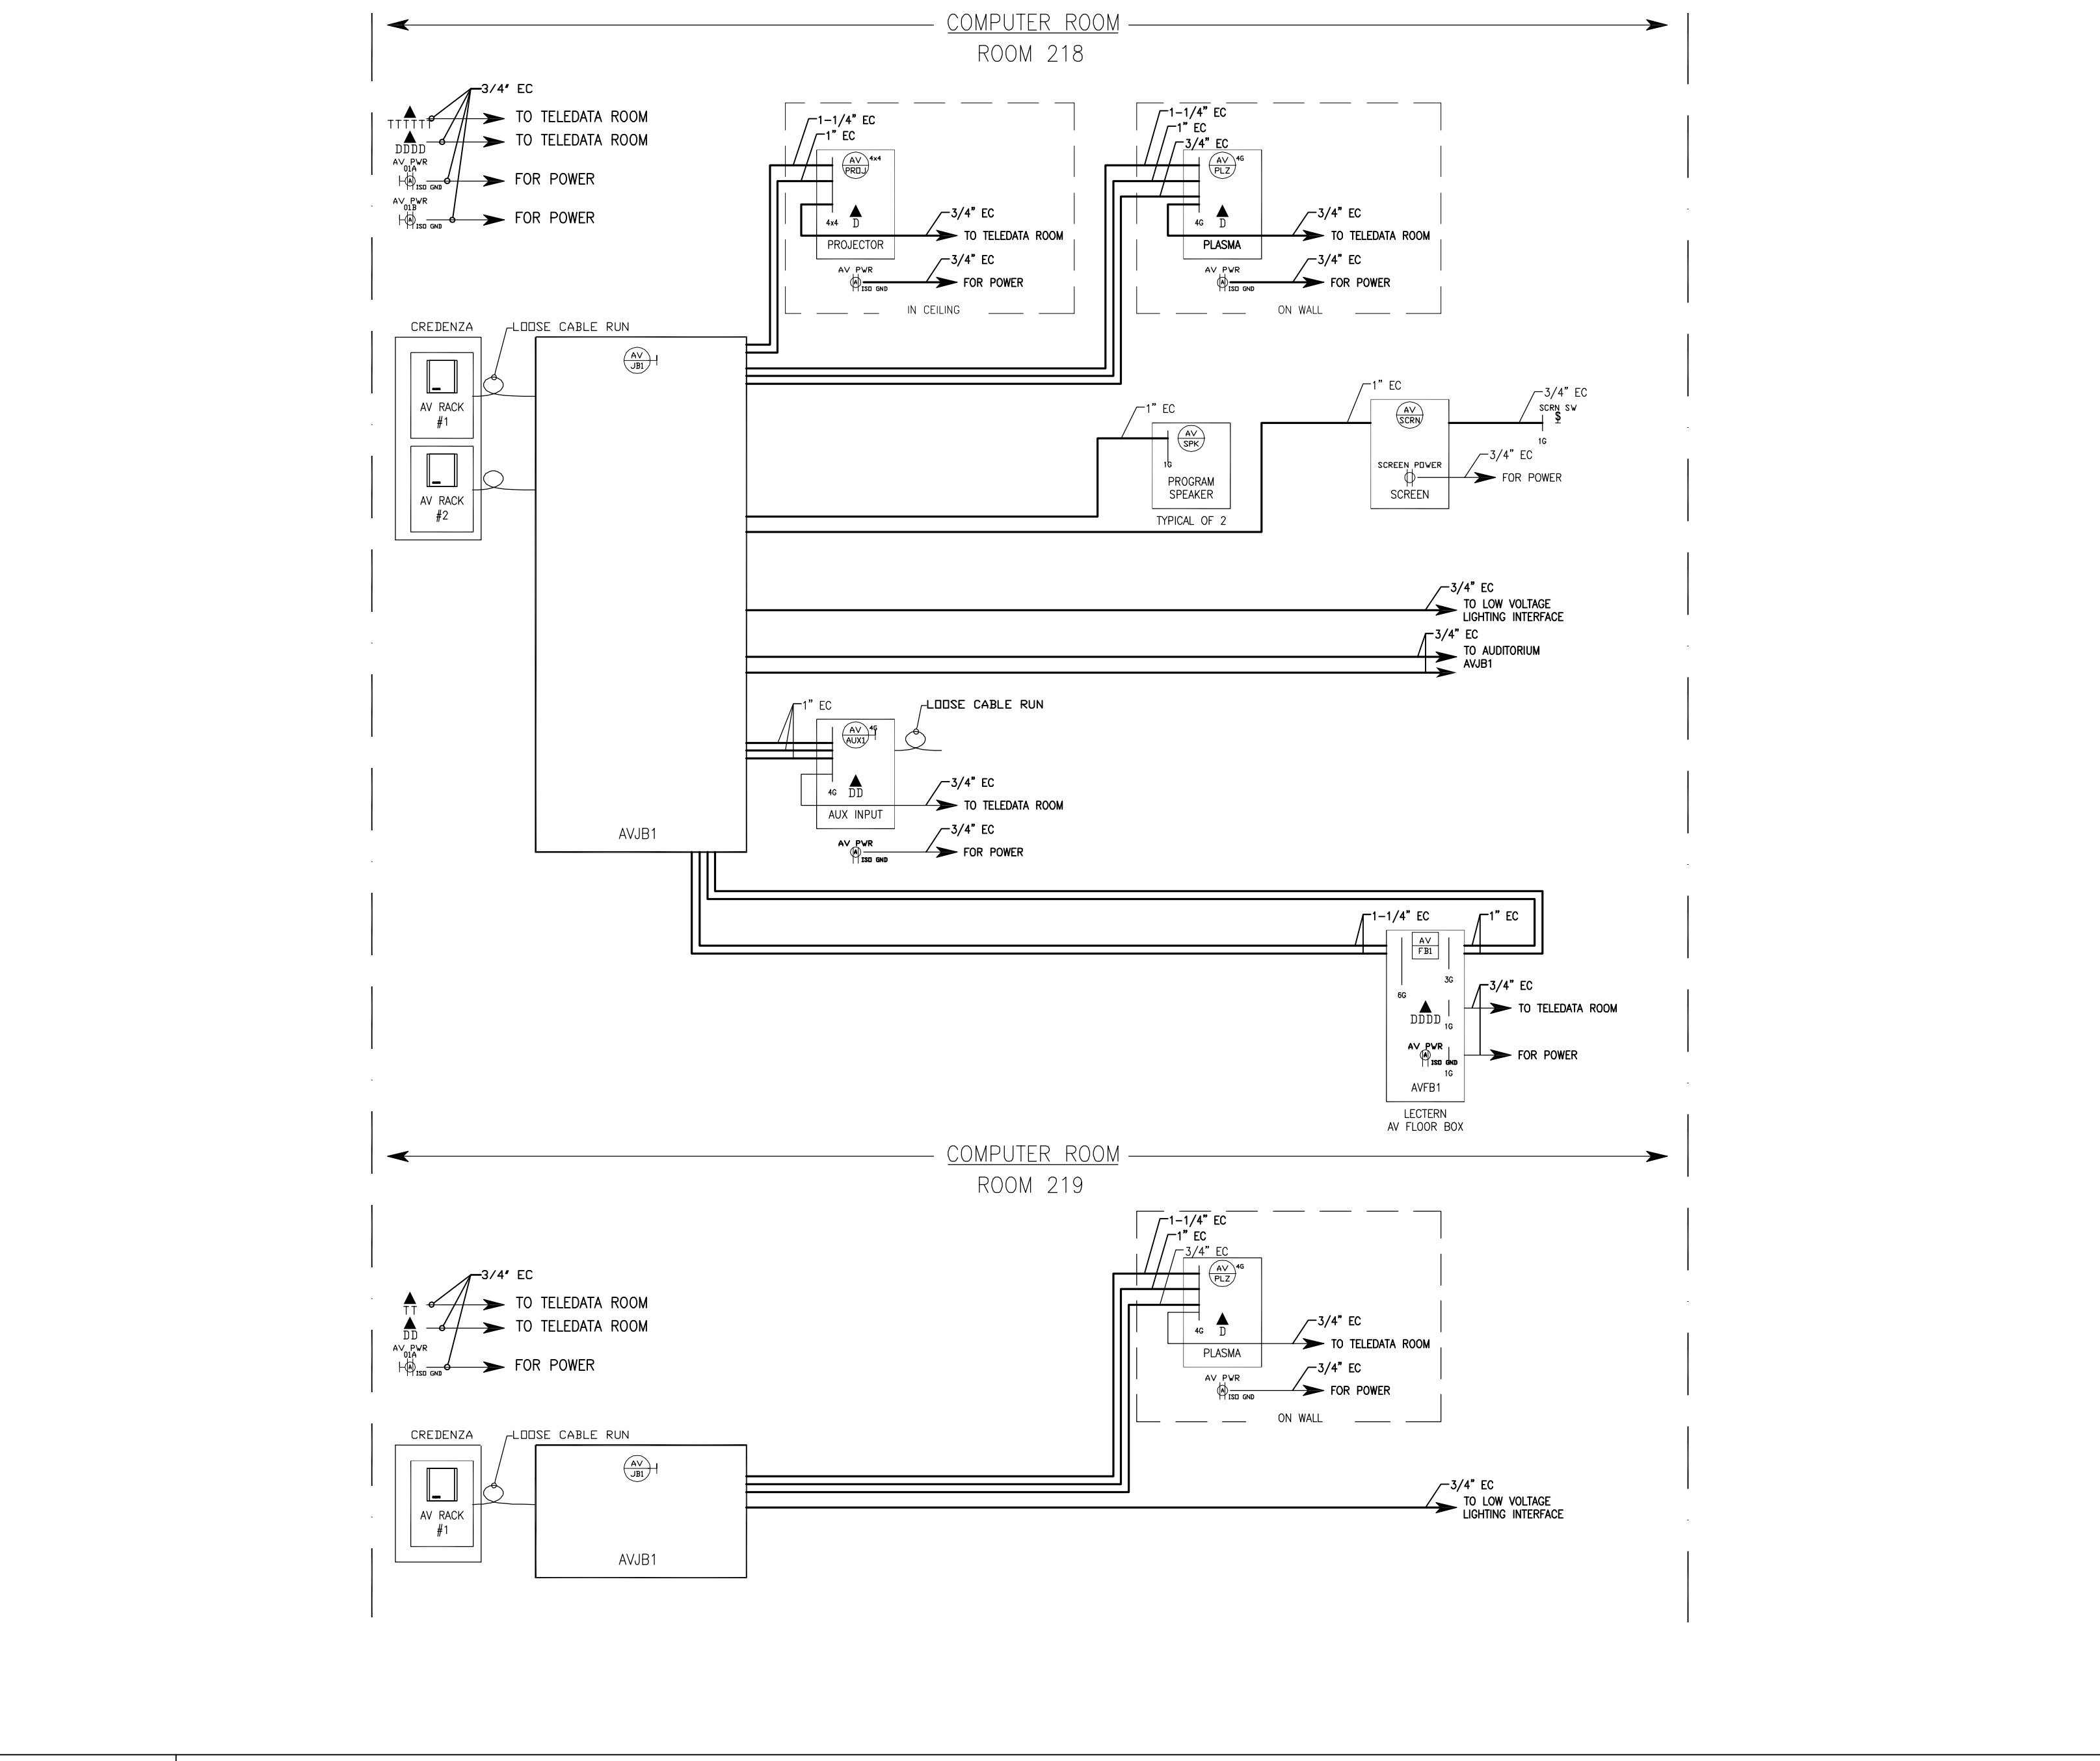 COMPUTER ROOM
ROOM 218
3/4" EC
TTTTTT
TO TELEDATA ROOM
DDDD
TO TELEDATA ROOM
AV PWR
01A
ISO GND
FOR POWER
AV PWR
01B
ISO GND
FOR POWER
1-1/4" EC
1" EC
AV
PROJ
4x4
4x4
D
PROJECTOR
3/4" EC
TO TELEDATA ROOM
AV PWR
ISO GND
3/4" EC
FOR POWER
IN CEILING
1-1/4" EC
1" EC
3/4" EC
AV
PLZ
4G
4G
D
PLASMA
3/4" EC
TO TELEDATA ROOM
AV PWR
ISO GND
3/4" EC
FOR POWER
ON WALL
CREDENZA
LOOSE CABLE RUN
AV RACK
#1
AV RACK
#2
AV
JB1
AVJB1
1" EC
AV
SPK
1G
PROGRAM
SPEAKER
TYPICAL OF 2
1" EC
AV
SCRN
SCREEN POWER
SCREEN
3/4" EC
SCRN SW
$
1G
3/4" EC
FOR POWER
3/4" EC
TO LOW VOLTAGE
LIGHTING INTERFACE
3/4" EC
TO AUDITORIUM
AVJB1
1" EC
AV
AUX1
4G
LOOSE CABLE RUN
4G
DD
AUX INPUT
3/4" EC
TO TELEDATA ROOM
AV PWR
ISO GND
3/4" EC
FOR POWER
1-1/4" EC
1" EC
AV
FB1
3G
6G
DDDD
1G
3/4" EC
TO TELEDATA ROOM
AV PWR
ISO GND
1G
FOR POWER
AVFB1
LECTERN
AV FLOOR BOX
COMPUTER ROOM
ROOM 219
3/4" EC
TT
TO TELEDATA ROOM
DD
TO TELEDATA ROOM
AV PWR
01A
ISO GND
FOR POWER
1-1/4" EC
1" EC
3/4" EC
AV
PLZ
4G
4G
D
PLASMA
3/4" EC
TO TELEDATA ROOM
AV PWR
ISO GND
3/4" EC
FOR POWER
ON WALL
CREDENZA
LOOSE CABLE RUN
AV RACK
#1
AV
JB1
AVJB1
3/4" EC
TO LOW VOLTAGE
LIGHTING INTERFACE